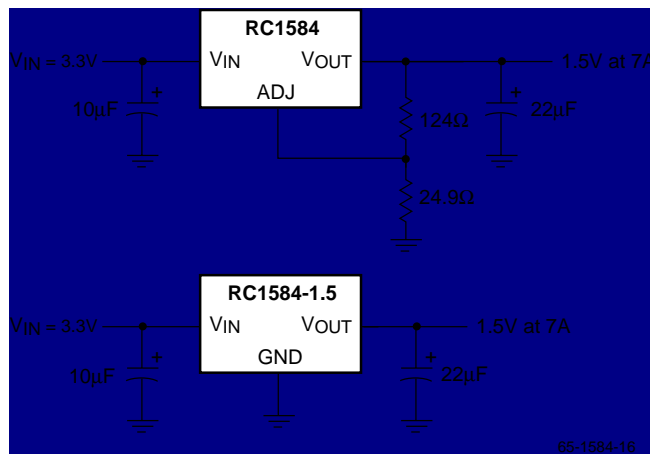 RC1584
VIN = 3.3V
VIN
VOUT
1.5V at 7A
ADJ
10µF
+
124Ω
+
22µF
24.9Ω
RC1584-1.5
VIN = 3.3V
VIN
VOUT
1.5V at 7A
GND
10µF
+
+
22µF
65-1584-16